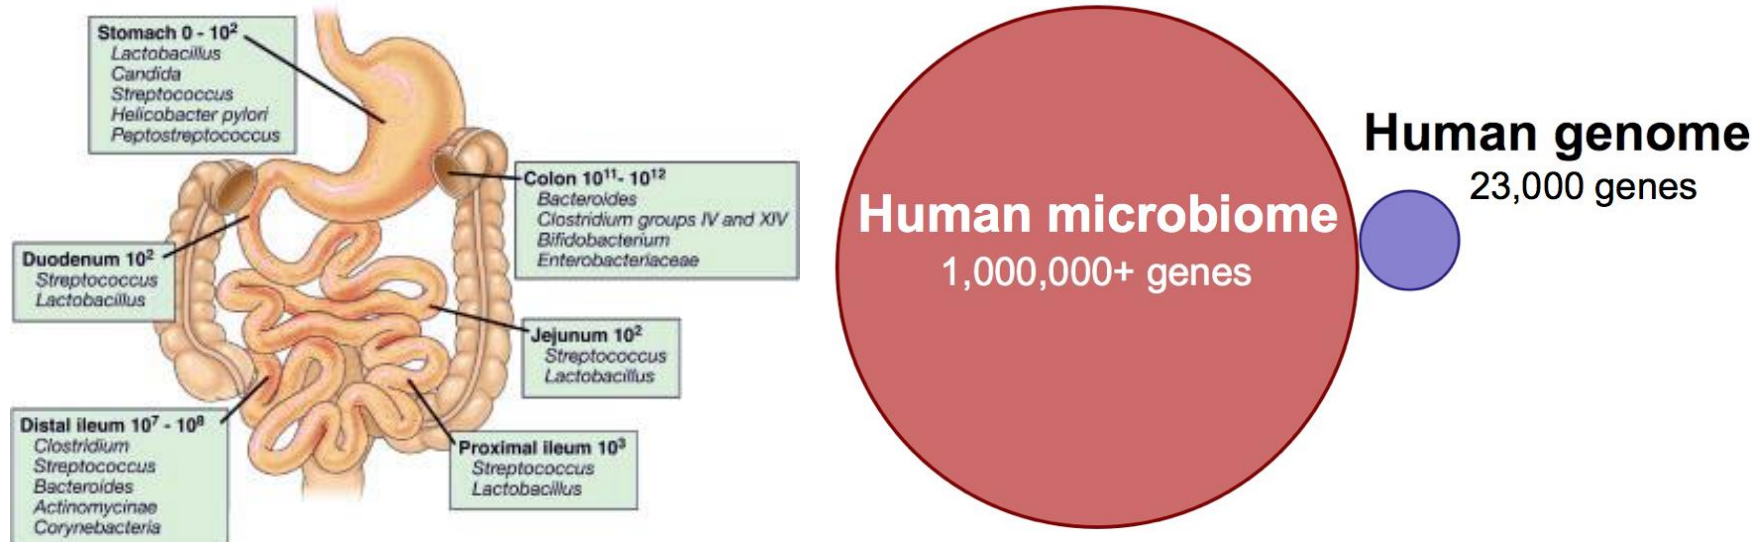 Stomach 0 - 10²
Lactobacillus
Candida
Streptococcus
Helicobacter pylori
Peptostreptococcus
Colon 10¹¹- 10¹²
Bacteroides
Clostridium groups IV and XIV
Bifidobacterium
Enterobacteriaceae
Duodenum 10²
Streptococcus
Lactobacillus
Jejunum 10²
Streptococcus
Lactobacillus
Distal ileum 10⁷ - 10⁸
Clostridium
Streptococcus
Bacteroides
Actinomycinae
Corynebacteria
Proximal ileum 10³
Streptococcus
Lactobacillus
Human microbiome
1,000,000+ genes
Human genome
23,000 genes